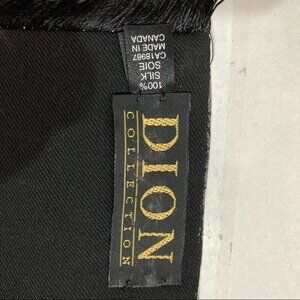 100%
SILK
SOIE
CA18987
MADE IN
CANADA
DION
COLLECTION